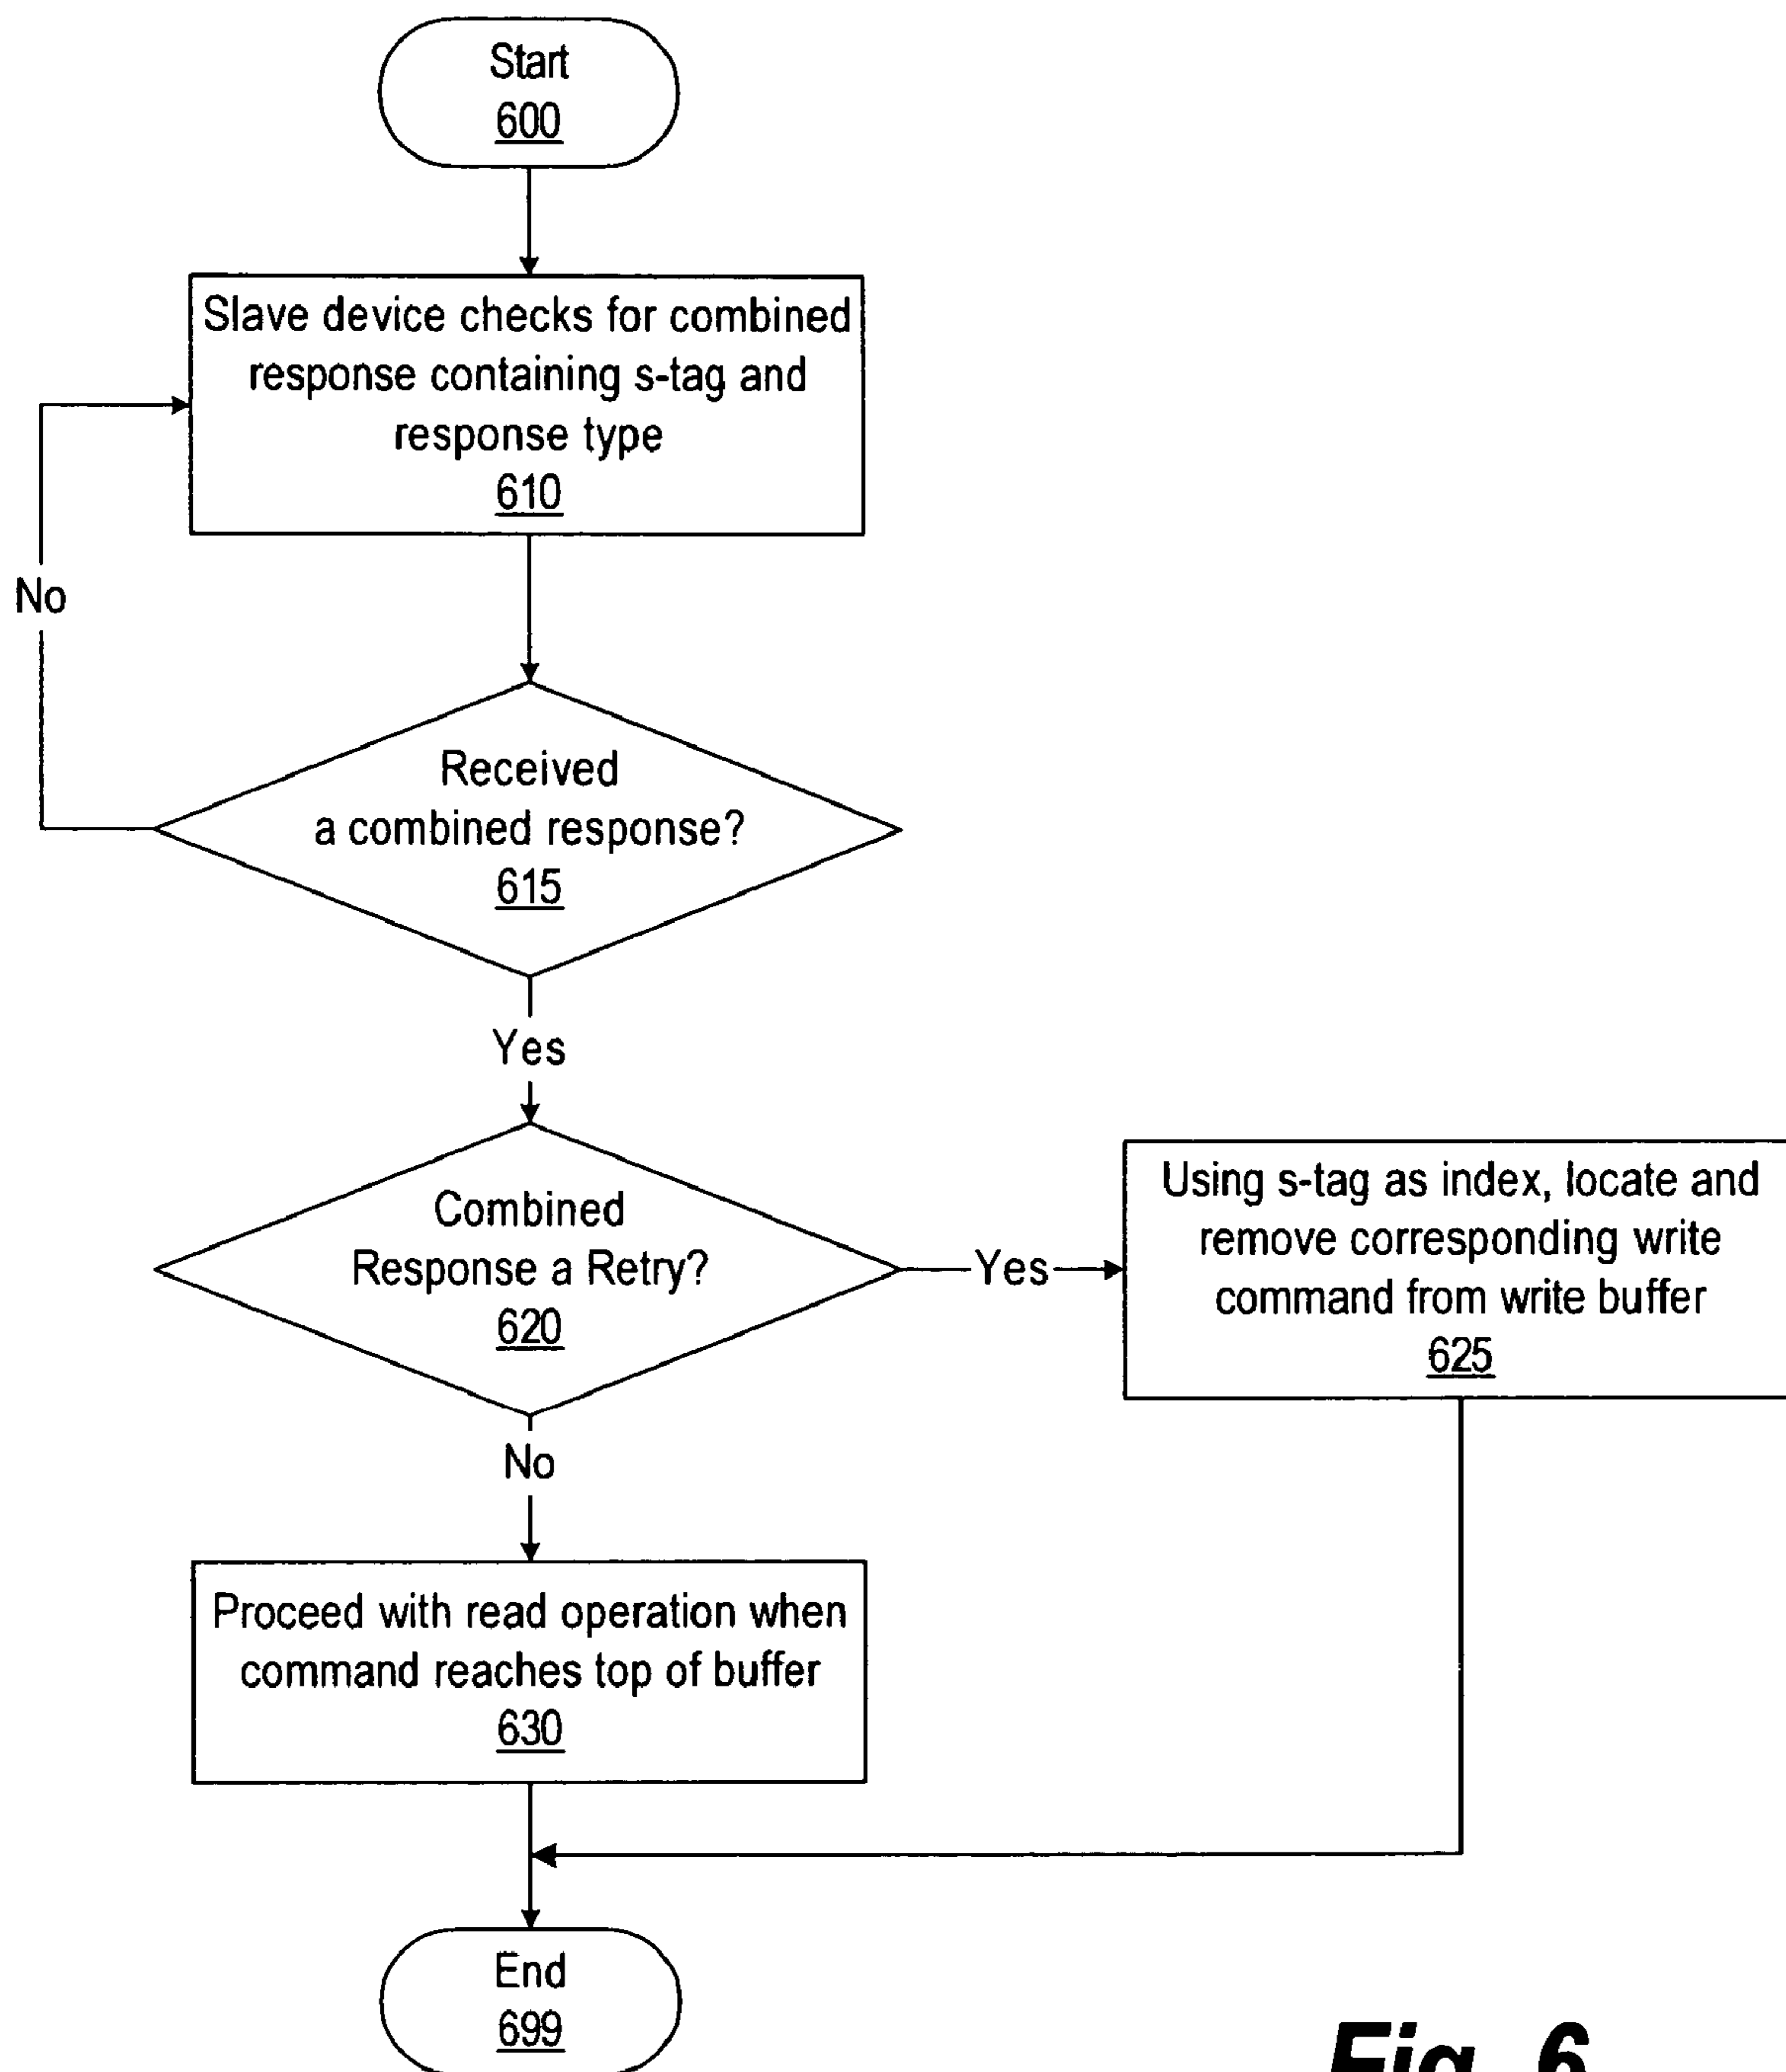 Start
600
Slave device checks for combined
response containing s-tag and
response type
610
No
Received
a combined response?
615
Yes
Combined
Response a Retry?
620
Yes
Using s-tag as index, locate and
remove corresponding write
command from write buffer
625
No
Proceed with read operation when
command reaches top of buffer
630
End
699
Fig. 6